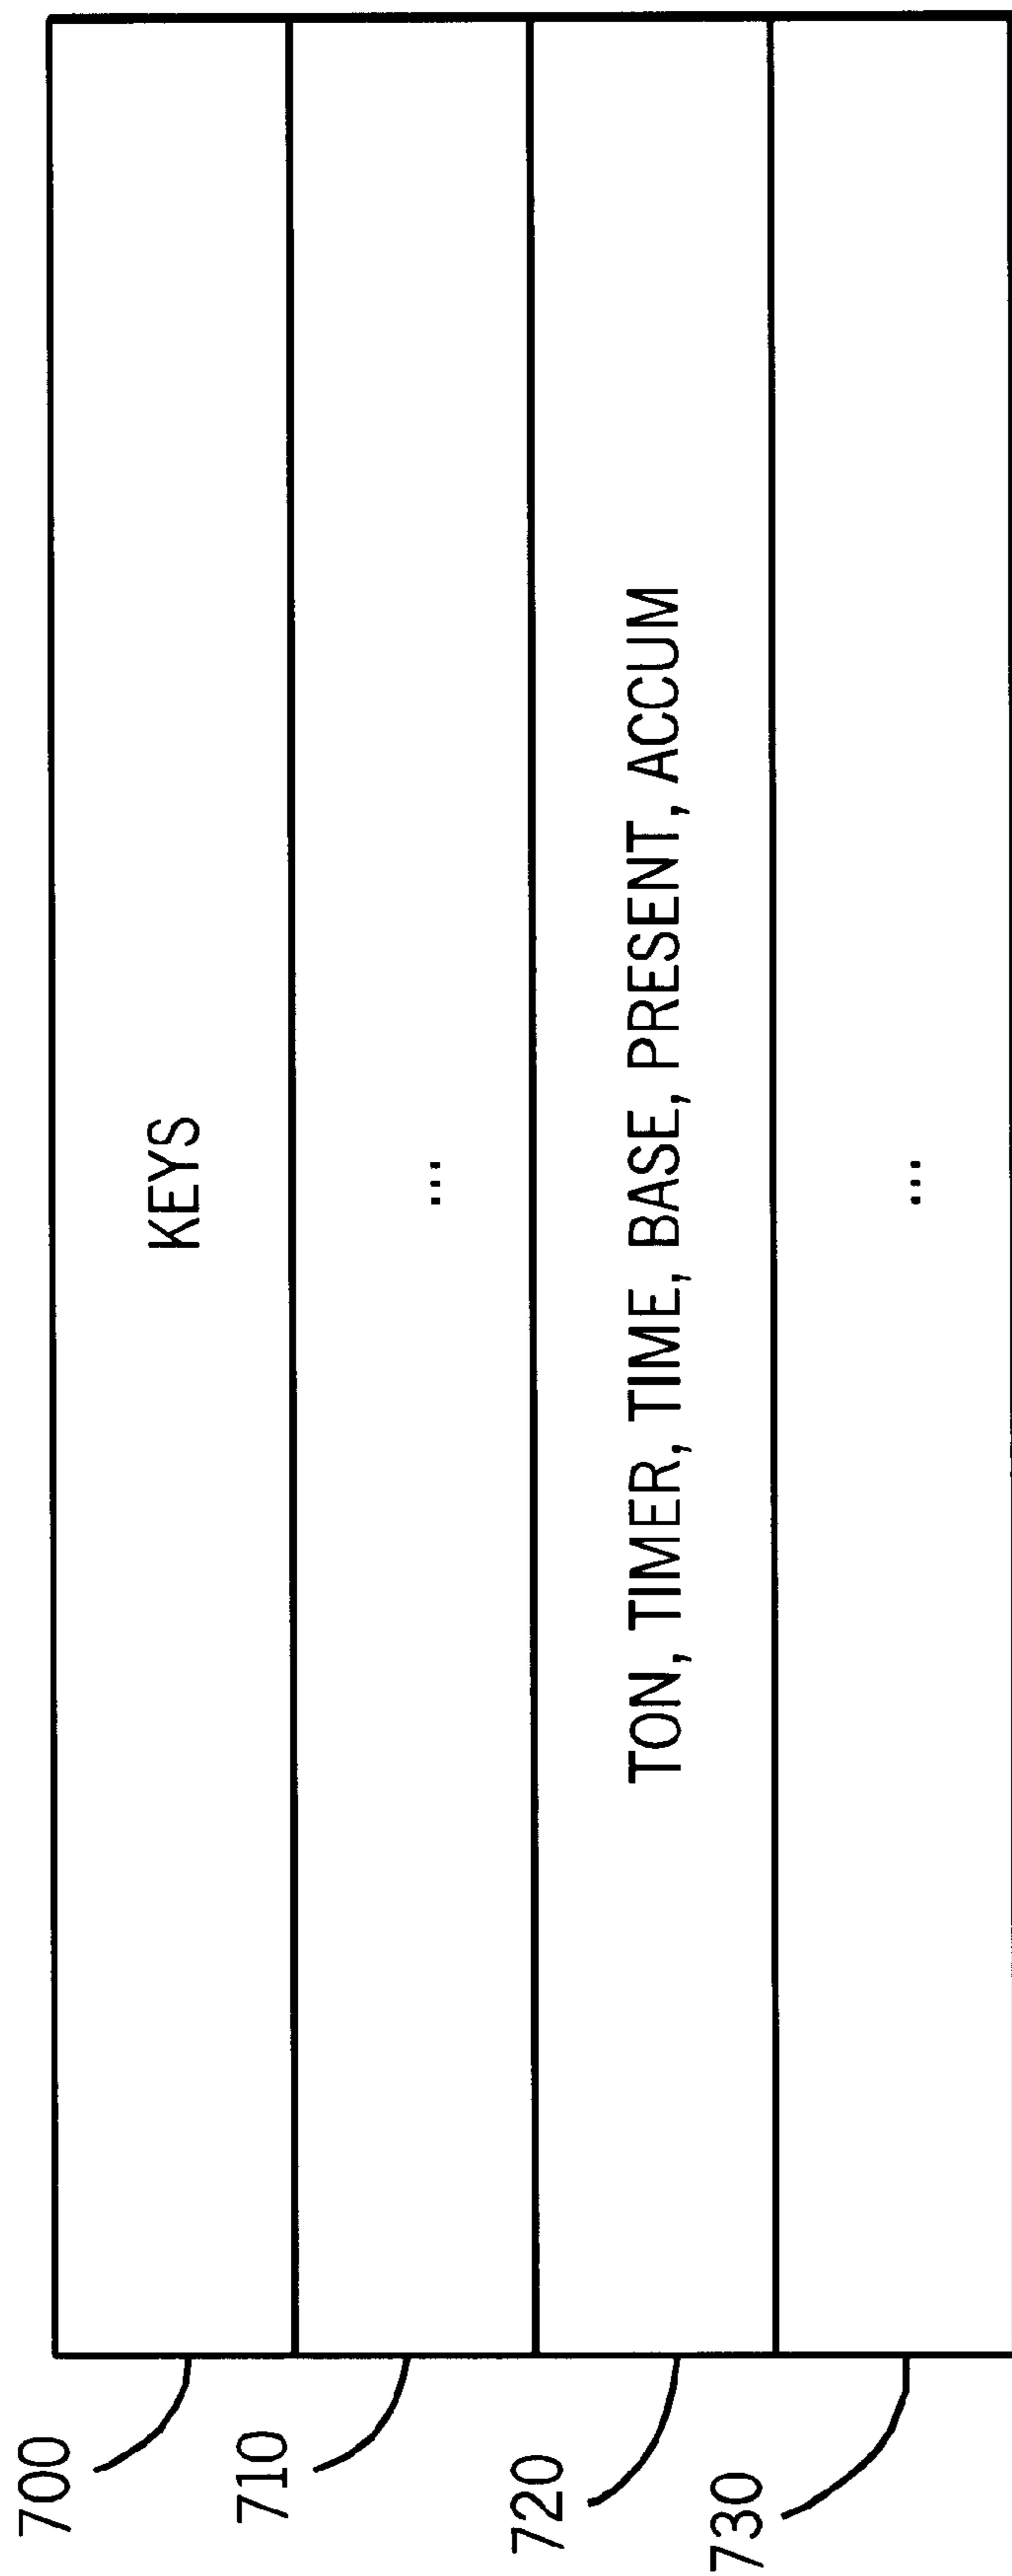 700 KEYS
710 ...
720 TON, TIMER, TIME, BASE, PRESENT, ACCUM
730 ...